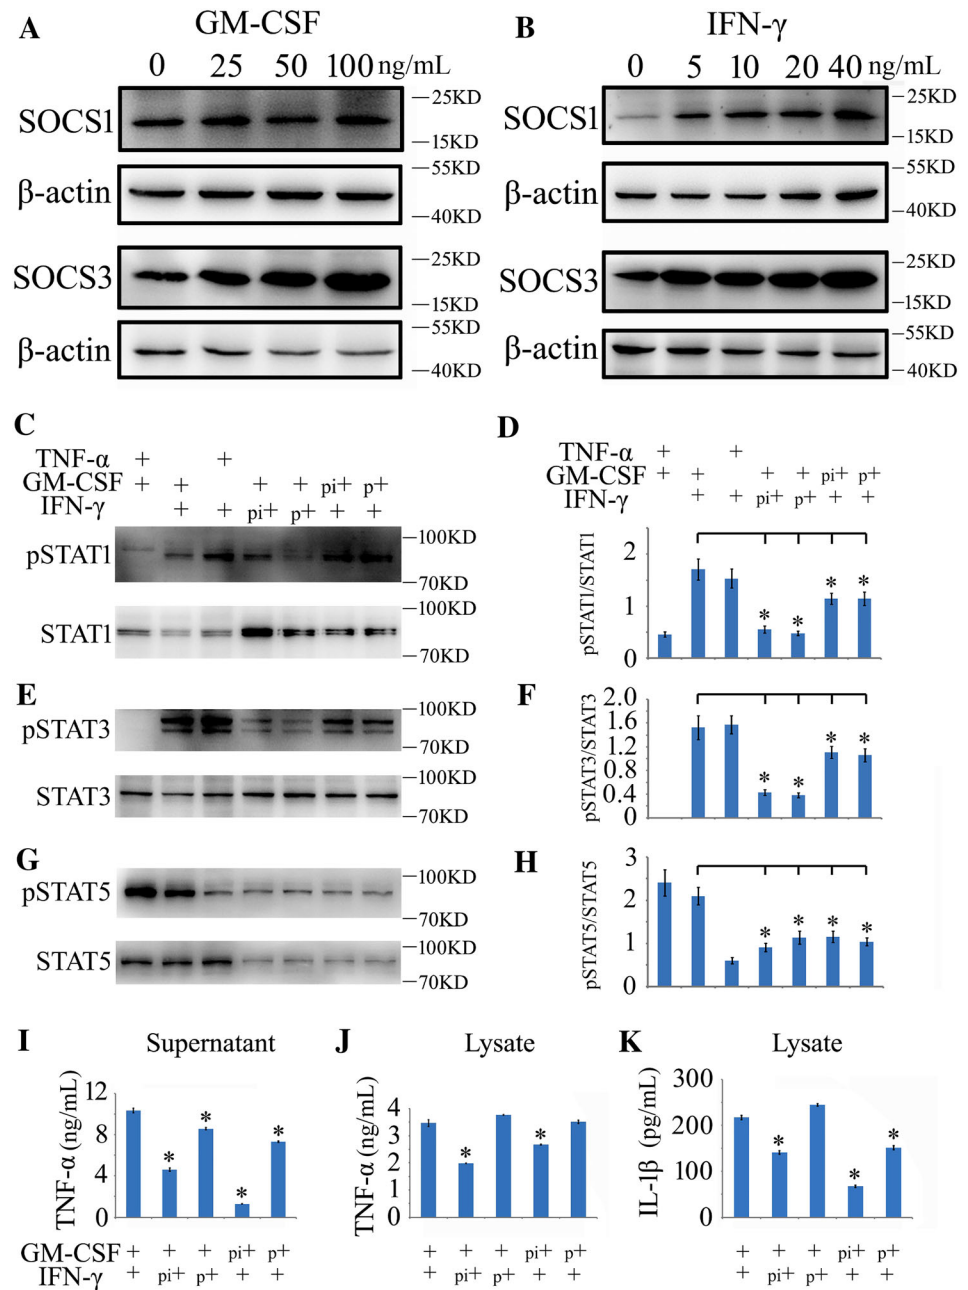 A GM-CSF
0 25 50 100 ng/mL
SOCS1 −25KD −15KD
β-actin −55KD −40KD
SOCS3 −25KD −15KD
β-actin −55KD −40KD
B IFN-γ
0 5 10 20 40 ng/mL
SOCS1 −25KD −15KD
β-actin −55KD −40KD
SOCS3 −25KD −15KD
β-actin −55KD −40KD
C
TNF-α + +
GM-CSF + + + + pi+ p+
IFN-γ + + pi+ p+ + +
pSTAT1 −100KD −70KD
STAT1 −100KD −70KD
D
TNF-α + +
GM-CSF + + + + pi+ p+
IFN-γ + + pi+ p+ + +
pSTAT1/STAT1
2
1
0
* * * *
E
pSTAT3 −100KD −70KD
STAT3 −100KD −70KD
F
pSTAT3/STAT3
2.0
1.6
1.2
0.8
0.4
0
* * * *
G
pSTAT5 −100KD −70KD
STAT5 −100KD −70KD
H
pSTAT5/STAT5
3
2
1
0
* * * *
I Supernatant
TNF-α (ng/mL)
12
8
4
0
* * * *
GM-CSF + + + pi+ p+
IFN-γ + pi+ p+ + +
J Lysate
TNF-α (ng/mL)
4
3
2
1
0
* *
+ + + pi+ p+
+ pi+ p+ + +
K Lysate
IL-1β (pg/mL)
300
200
100
0
* * *
+ + + pi+ p+
+ pi+ p+ + +